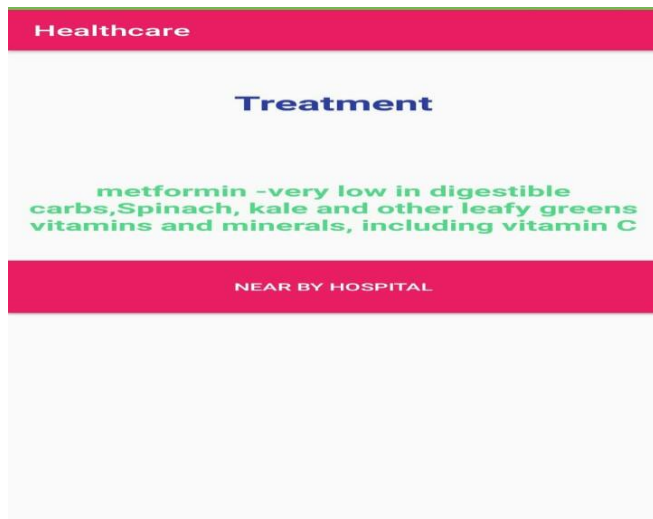 Healthcare
Treatment
metformin -very low in digestible
carbs,Spinach, kale and other leafy greens
vitamins and minerals, including vitamin C
NEAR BY HOSPITAL